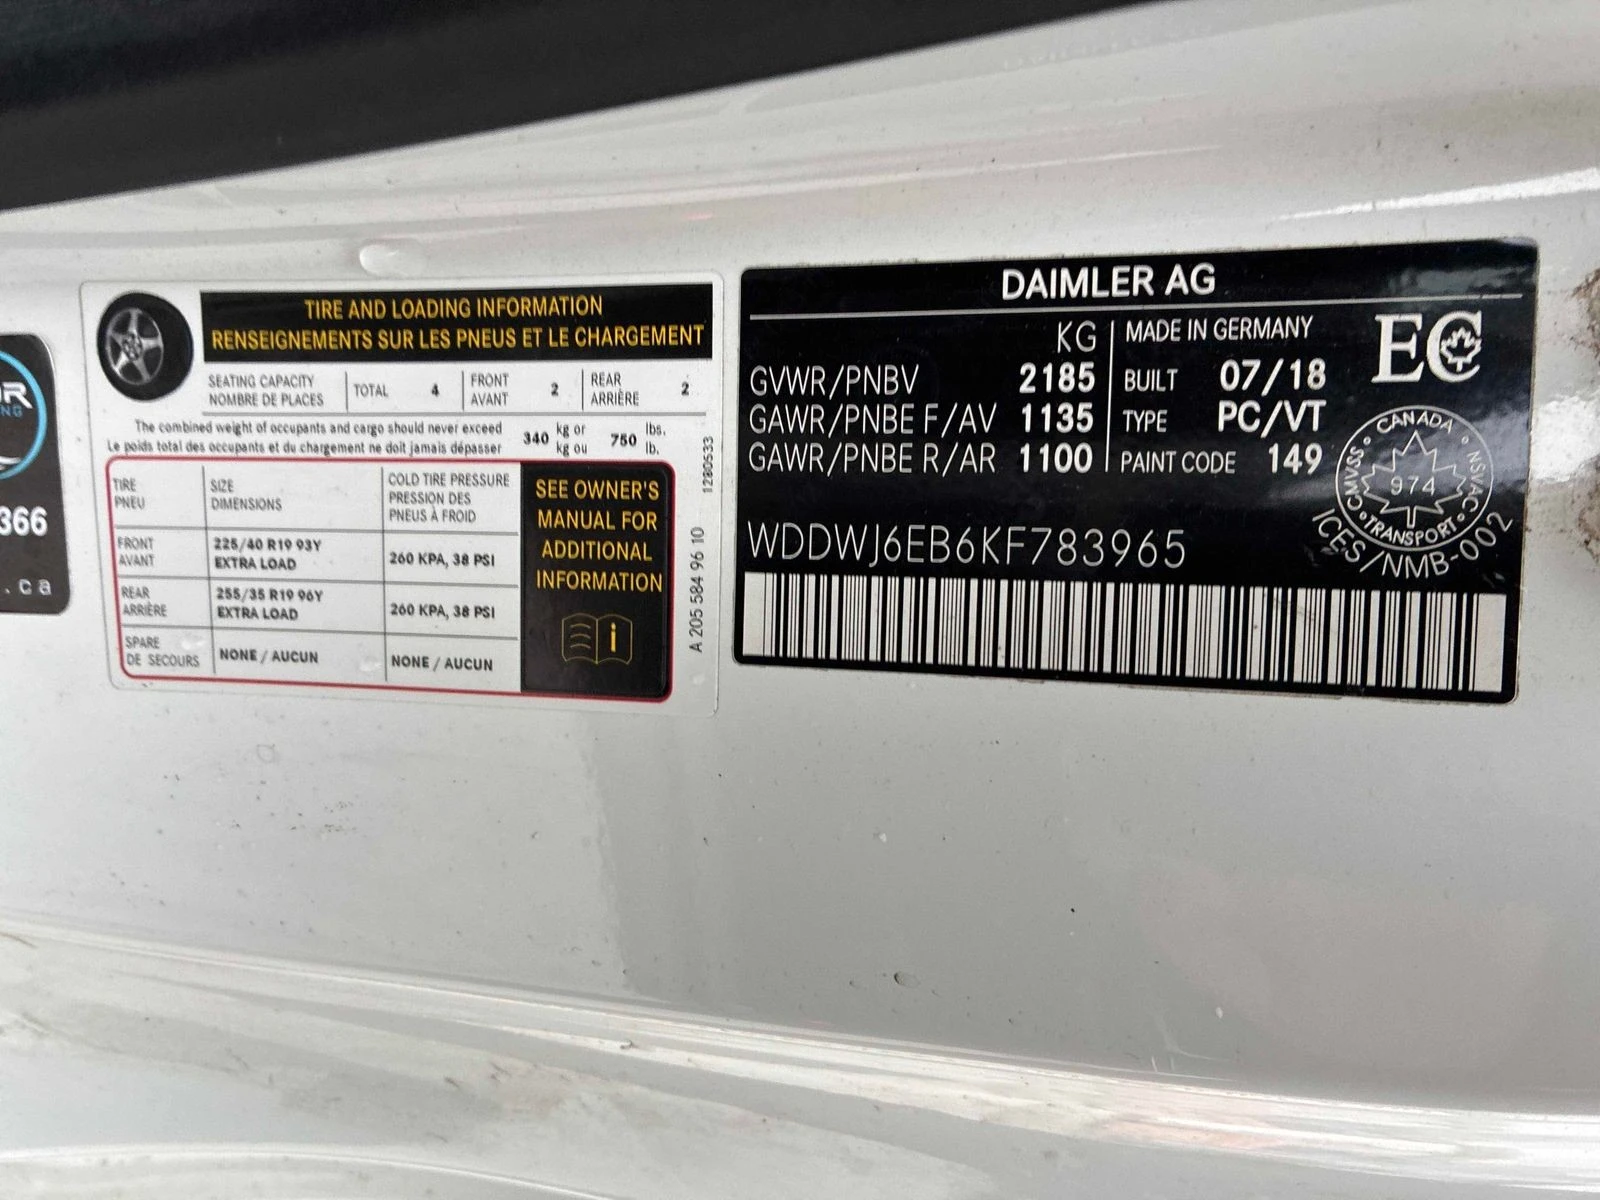 TIRE AND LOADING INFORMATION
RENSEIGNEMENTS SUR LES PNEUS ET LE CHARGEMENT
SEATING CAPACITY
NOMBRE DE PLACES
TOTAL 4
FRONT
AVANT
2
REAR
ARRIÈRE
2
The combined weight of occupants and cargo should never exceed
Le poids total des occupants et du chargement ne doit jamais dépasser
340 kg or
kg ou
750 lbs.
lb.
TIRE
PNEU
SIZE
DIMENSIONS
COLD TIRE PRESSURE
PRESSION DES
PNEUS À FROID
FRONT
AVANT
225/40 R19 93Y
EXTRA LOAD
260 KPA, 38 PSI
REAR
ARRIÈRE
255/35 R19 96Y
EXTRA LOAD
260 KPA, 38 PSI
SPARE
DE SECOURS
NONE / AUCUN
NONE / AUCUN
SEE OWNER'S
MANUAL FOR
ADDITIONAL
INFORMATION
i
1280533
A 205 584 96 10
DAIMLER AG
KG
GVWR/PNBV 2185
GAWR/PNBE F/AV 1135
GAWR/PNBE R/AR 1100
MADE IN GERMANY
BUILT 07/18
TYPE PC/VT
PAINT CODE 149
EC
CANADA
CMVSS NSVAC
974
TRANSPORT
ICES/NMB-002
WDDWJ6EB6KF783965
366
.ca